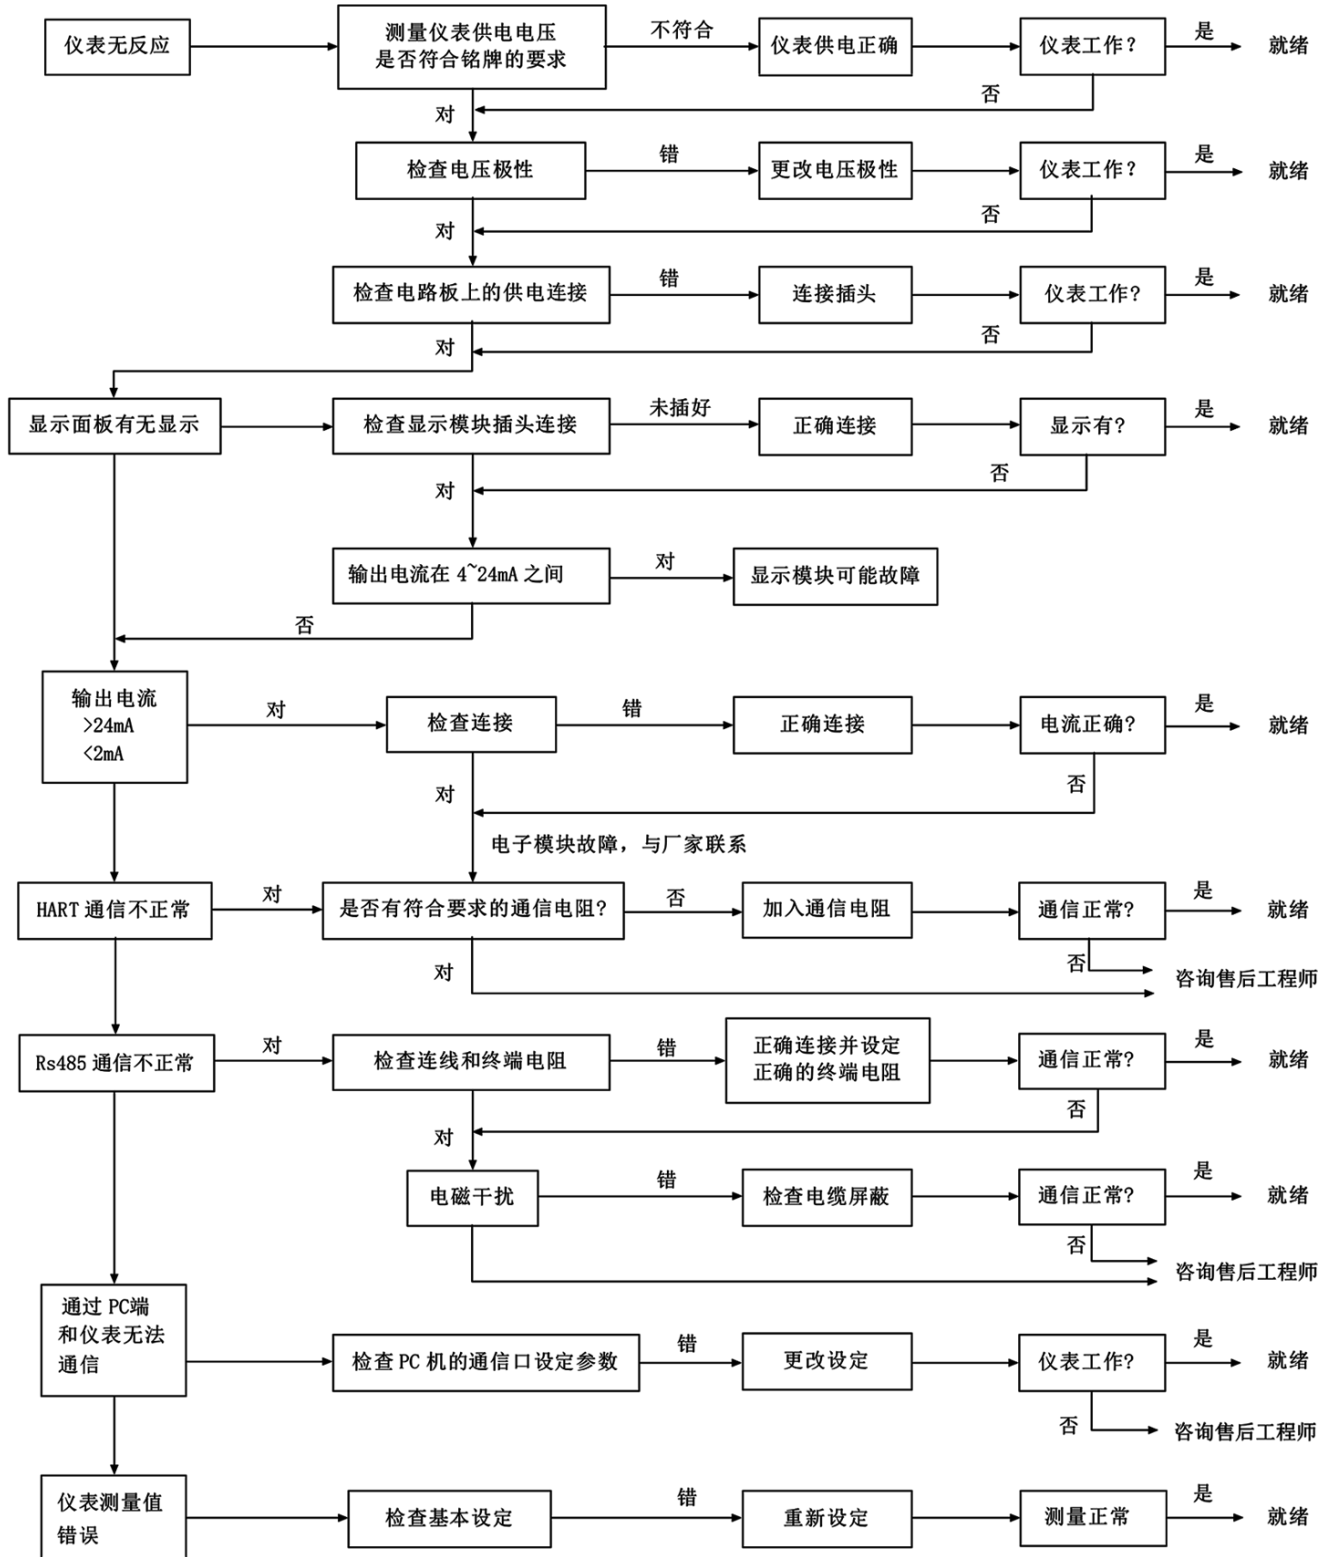 仪表无反应
测量仪表供电电压
是否符合铭牌的要求
不符合
仪表供电正确
仪表工作？
是
就绪
否
对
检查电压极性
错
更改电压极性
仪表工作？
是
就绪
否
对
检查电路板上的供电连接
错
连接插头
仪表工作?
是
就绪
否
对
显示面板有无显示
检查显示模块插头连接
未插好
正确连接
显示有?
是
就绪
否
对
输出电流在 4~24mA 之间
对
显示模块可能故障
否
输出电流
>24mA
<2mA
对
检查连接
错
正确连接
电流正确?
是
就绪
否
对
电子模块故障，与厂家联系
HART 通信不正常
对
是否有符合要求的通信电阻?
否
加入通信电阻
通信正常?
是
就绪
否
对
咨询售后工程师
Rs485 通信不正常
对
检查连线和终端电阻
错
正确连接并设定
正确的终端电阻
通信正常?
是
就绪
否
对
电磁干扰
错
检查电缆屏蔽
通信正常?
是
就绪
否
咨询售后工程师
通过 PC端
和仪表无法
通信
检查 PC 机的通信口设定参数
错
更改设定
仪表工作?
是
就绪
否
咨询售后工程师
仪表测量值
错误
检查基本设定
错
重新设定
测量正常
是
就绪